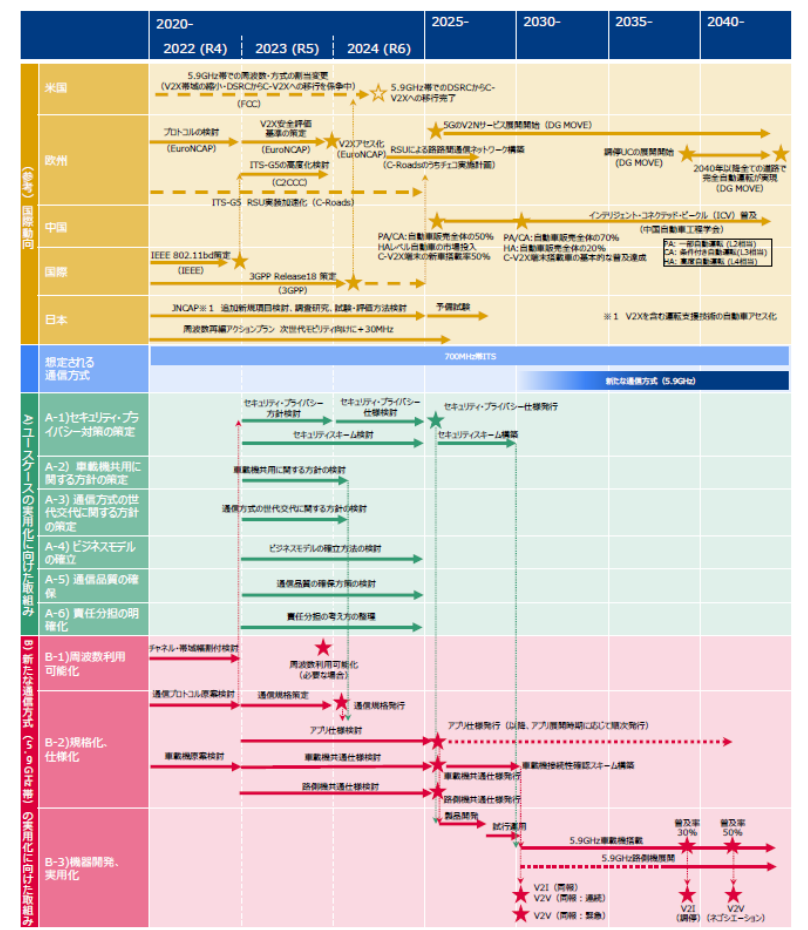 2020-
2025-
2030-
2035-
2040-
2022 (R4)
2023 (R5)
2024 (R6)
(参考) 国際動向
米国
5.9GHz帯での周波数・方式の割当変更
(V2X帯域の縮小・DSRCからC-V2Xへの移行を係争中)
(FCC)
5.9GHz帯でのDSRCからC-
V2Xへの移行完了
欧州
プロトコルの検討
(EuroNCAP)
V2X安全評価
基準の策定
(EuroNCAP)
V2Xアセス化
(EuroNCAP)
ITS-G5の高度化検討
(C2CCC)
ITS-G5 RSU実装加速化 (C-Roads)
5GのV2Nサービス展開開始 (DG MOVE)
RSUによる路路間通信ネットワーク構築
(C-Roadsのうちチェコ実施計画)
調停UCの展開開始
(DG MOVE)
2040年以降全ての道路で
完全自動運転が実現
(DG MOVE)
中国
インテリジェント・コネクテッド・ビークル (ICV) 普及
(中国自動車工程学会)
PA/CA:自動車販売全体の50%
HAレベル自動車の市場投入
C-V2X端末の新車搭載率50%
PA/CA:自動車販売全体の70%
HA:自動車販売全体の20%
C-V2X端末搭載車の基本的な普及達成
PA: 一部自動運転 (L2相当)
CA: 条件付き自動運転(L3相当)
HA: 高度自動運転 (L4相当)
国際
IEEE 802.11bd策定
(IEEE)
3GPP Release18 策定
(3GPP)
日本
JNCAP※1 追加新規項目検討、調査研究、試験・評価方法検討
予備試験
※1 V2Xを含む運転支援技術の自動車アセス化
周波数再編アクションプラン 次世代モビリティ向けに+30MHz
想定される
通信方式
700MHz帯ITS
新たな通信方式 (5.9GHz)
A)ユースケースの実用化に向けた取組み
A-1)セキュリティ・プラ
イバシー対策の策定
セキュリティ・プライバシー
方針検討
セキュリティ・プライバシー
仕様検討
セキュリティ・プライバシー仕様発行
セキュリティスキーム検討
セキュリティスキーム構築
A-2) 車載機共用に
関する方針の策定
車載機共用に関する方針の検討
A-3) 通信方式の世
代交代に関する方針
の策定
通信方式の世代交代に関する方針の検討
A-4) ビジネスモデル
の確立
ビジネスモデルの確立方法の検討
A-5) 通信品質の確
保
通信品質の確保方策の検討
A-6) 責任分担の明
確化
責任分担の考え方の整理
B) 新たな通信方式 (5.9GHz帯) の実用化に向けた取組み
B-1)周波数利用
可能化
チャネル・帯域幅割付検討
周波数利用可能化
(必要な場合)
B-2)規格化、
仕様化
通信プロトコル原案検討
通信規格策定
通信規格発行
アプリ仕様検討
アプリ仕様発行 (以降、アプリ展開時期に応じて順次発行)
車載機原案検討
車載機共通仕様検討
車載機接続性確認スキーム構築
車載機共通仕様発行
路側機共通仕様検討
路側機共通仕様発行
B-3)機器開発、
実用化
製品開発
試行運用
普及率
30%
普及率
50%
5.9GHz車載機搭載
5.9GHz路側機展開
V2I (同報)
V2V (同報:連続)
V2V (同報:緊急)
V2I
(調停)
V2V
(ネゴシエーション)